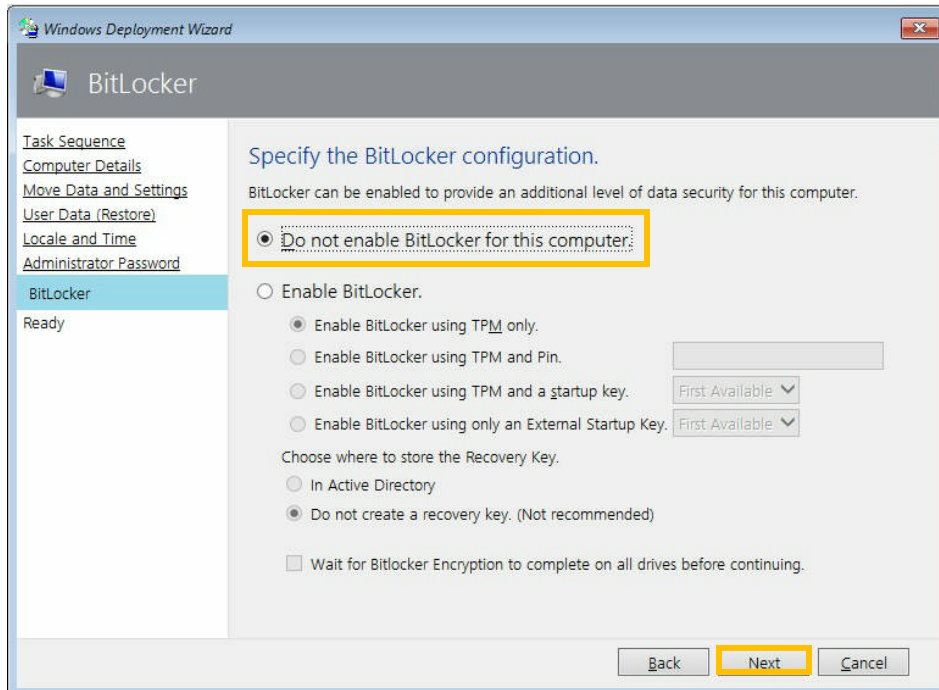 Windows Deployment Wizard
BitLocker
Task Sequence
Computer Details
Move Data and Settings
User Data (Restore)
Locale and Time
Administrator Password
BitLocker
Ready
Specify the BitLocker configuration.
BitLocker can be enabled to provide an additional level of data security for this computer.
Do not enable BitLocker for this computer.
Enable BitLocker.
Enable BitLocker using TPM only.
Enable BitLocker using TPM and Pin.
Enable BitLocker using TPM and a startup key. First Available
Enable BitLocker using only an External Startup Key. First Available
Choose where to store the Recovery Key.
In Active Directory
Do not create a recovery key. (Not recommended)
Wait for Bitlocker Encryption to complete on all drives before continuing.
Back Next Cancel